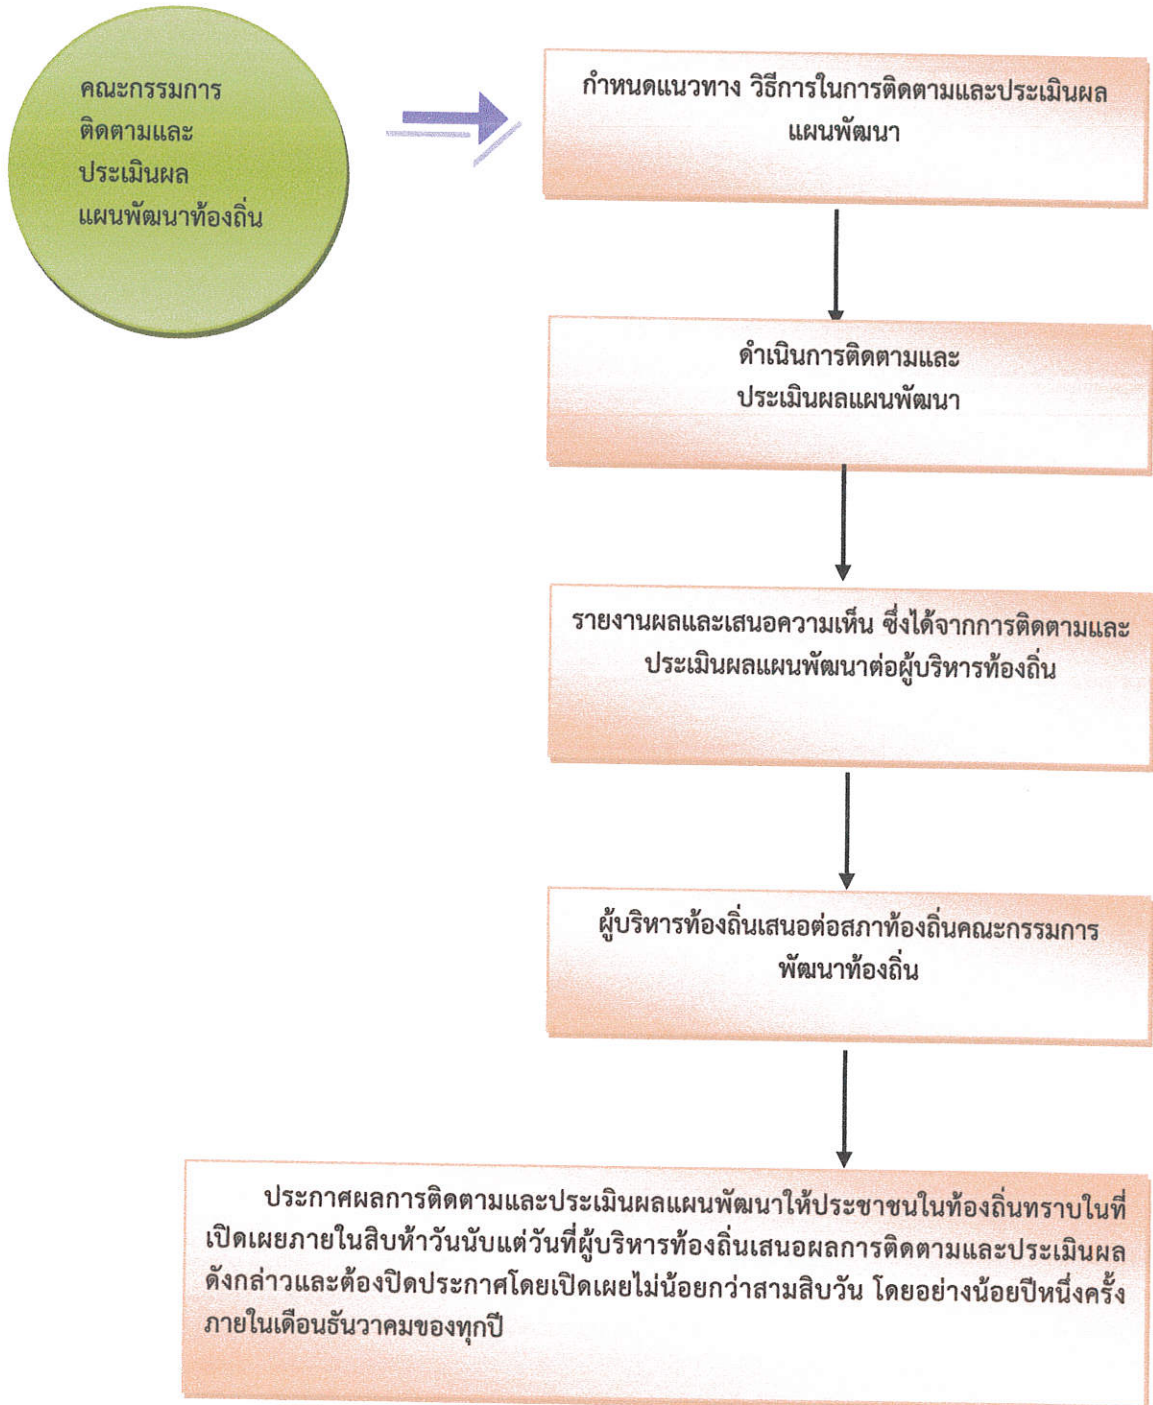 คณะกรรมการ
ติดตามและ
ประเมินผล
แผนพัฒนาท้องถิ่น
กำหนดแนวทาง วิธีการในการติดตามและประเมินผล
แผนพัฒนา
ดำเนินการติดตามและ
ประเมินผลแผนพัฒนา
รายงานผลและเสนอความเห็น ซึ่งได้จากการติดตามและ
ประเมินผลแผนพัฒนาต่อผู้บริหารท้องถิ่น
ผู้บริหารท้องถิ่นเสนอต่อสภาท้องถิ่นคณะกรรมการ
พัฒนาท้องถิ่น
ประกาศผลการติดตามและประเมินผลแผนพัฒนาให้ประชาชนในท้องถิ่นทราบในที่
เปิดเผยภายในสิบห้าวันนับแต่วันที่ผู้บริหารท้องถิ่นเสนอผลการติดตามและประเมินผล
ดังกล่าวและต้องปิดประกาศโดยเปิดเผยไม่น้อยกว่าสามสิบวัน โดยอย่างน้อยปีหนึ่งครั้ง
ภายในเดือนธันวาคมของทุกปี